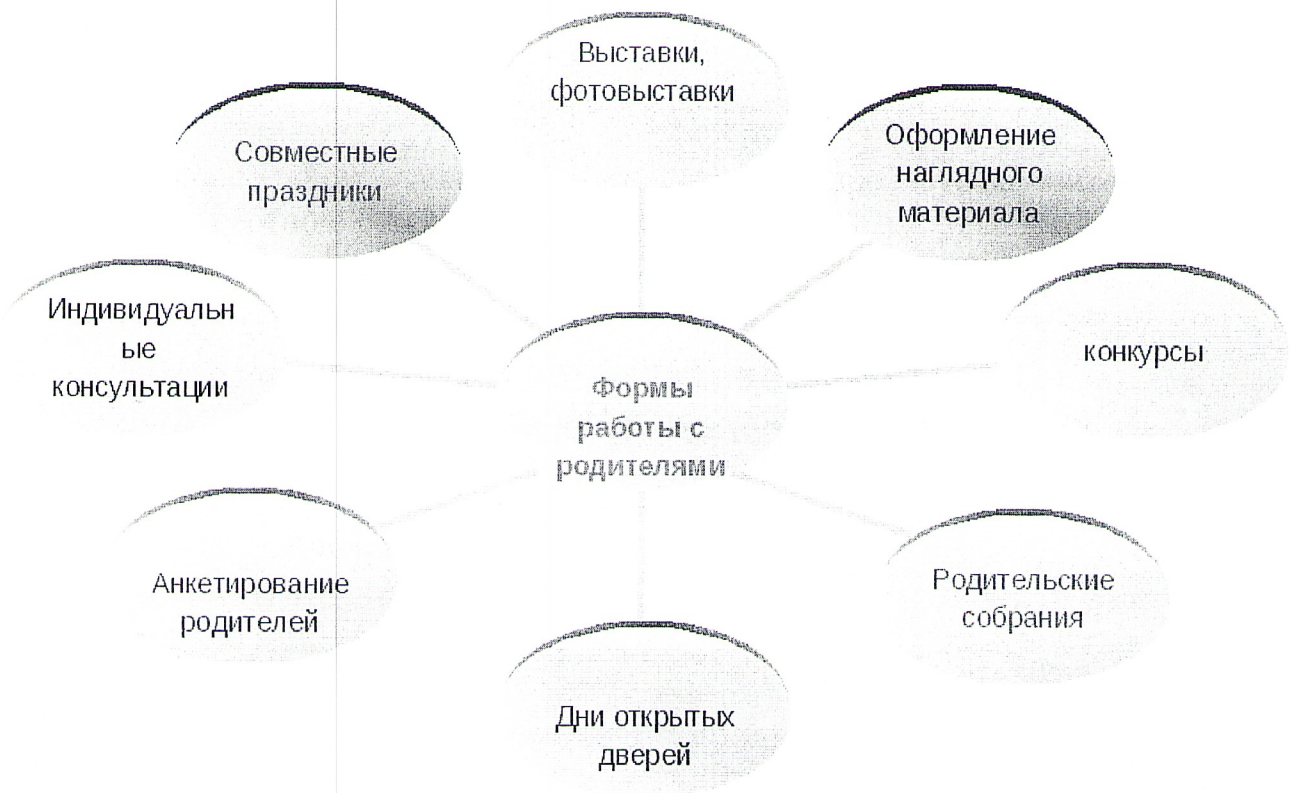 Выставки,
фотовыставки
Совместные
праздники
Оформление
наглядного
материала
Индивидуальн
ые
консультации
конкурсы
Формы
работы с
родителями
Анкетирование
родителей
Родительские
собрания
Дни открытых
дверей